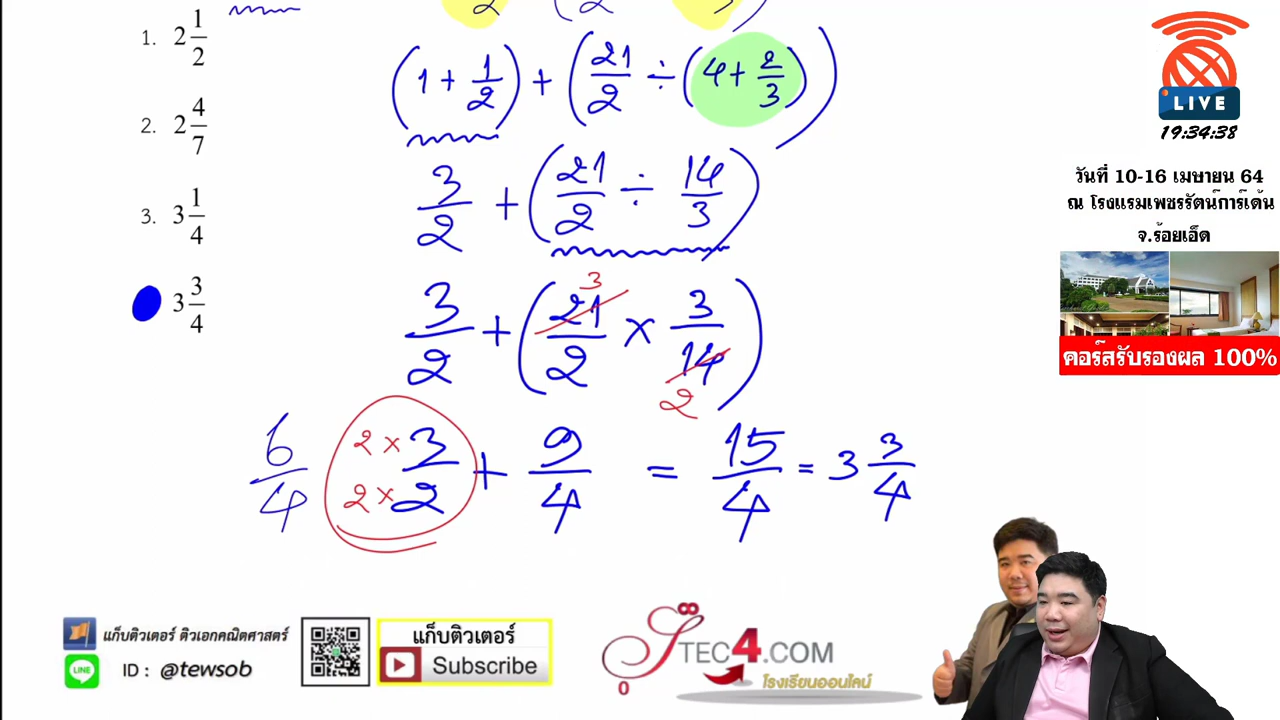 1. 2 1/2
2. 2 4/7
3. 3 1/4
3 3/4
(1 + 1/2) + (21/2 ÷ (4 + 2/3))
3/2 + (21/2 ÷ 14/3)
3
3/2 + (21/2 × 3/14)
2
6/4 2 × 3 / 2 × 2 + 9/4 = 15/4 = 3 3/4
LIVE
19:34:38
วันที่ 10-16 เมษายน 64
ณ โรงแรมเพชรรัตน์การ์เด้น
จ.ร้อยเอ็ด
คอร์สรับรองผล 100%
แก็บติวเตอร์ ติวเอกคณิตศาสตร์
LINE ID : @tewsob
แก็บติวเตอร์
Subscribe
TEC4.COM
โรงเรียนออนไลน์